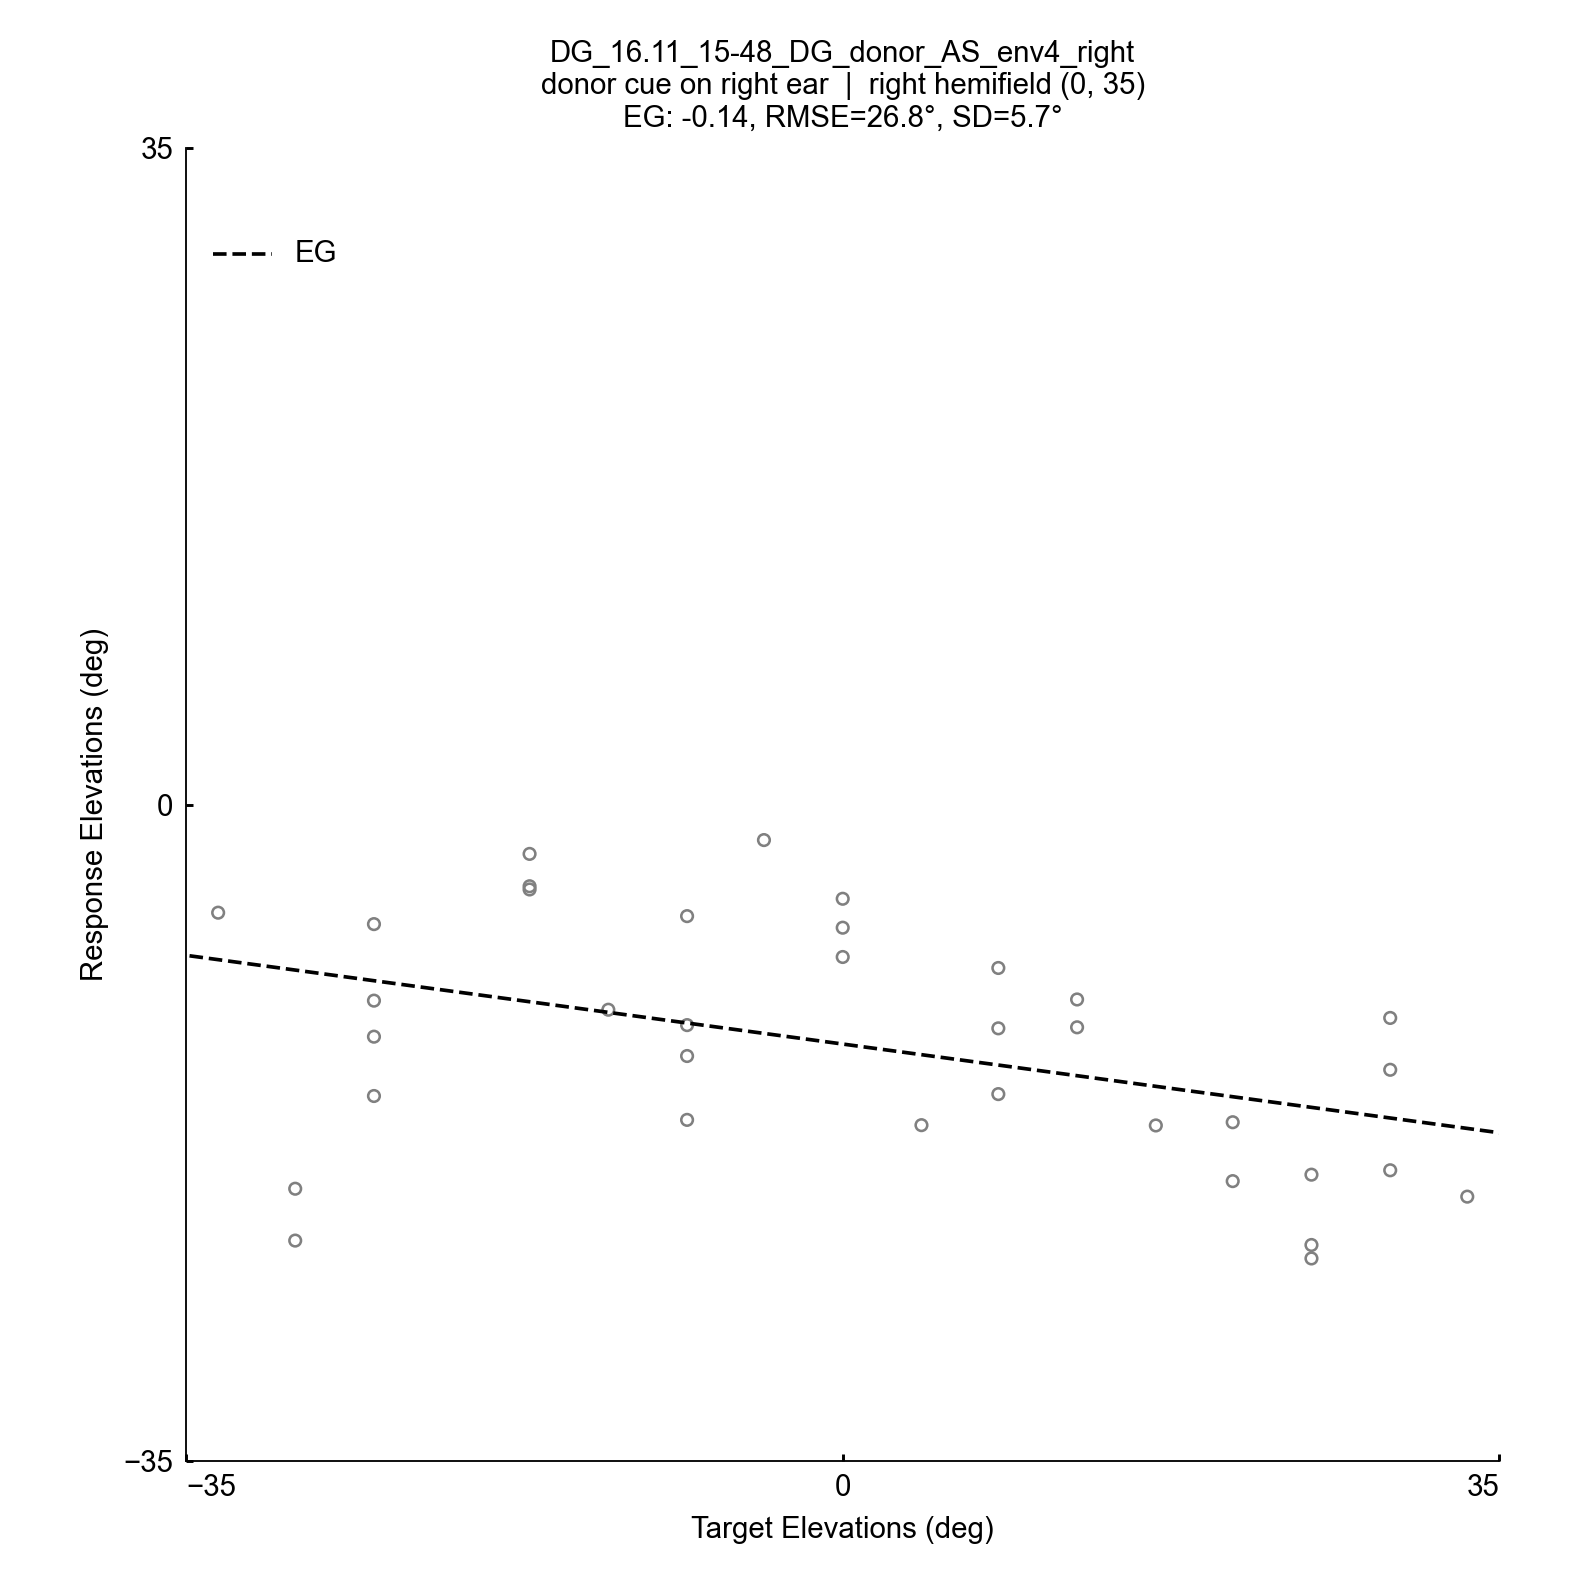 DG_16.11_15-48_DG_donor_AS_env4_right
donor cue on right ear | right hemifield (0, 35)
EG: -0.14, RMSE=26.8°, SD=5.7°
35
EG
Response Elevations (deg)
0
−35
−35
0
35
Target Elevations (deg)